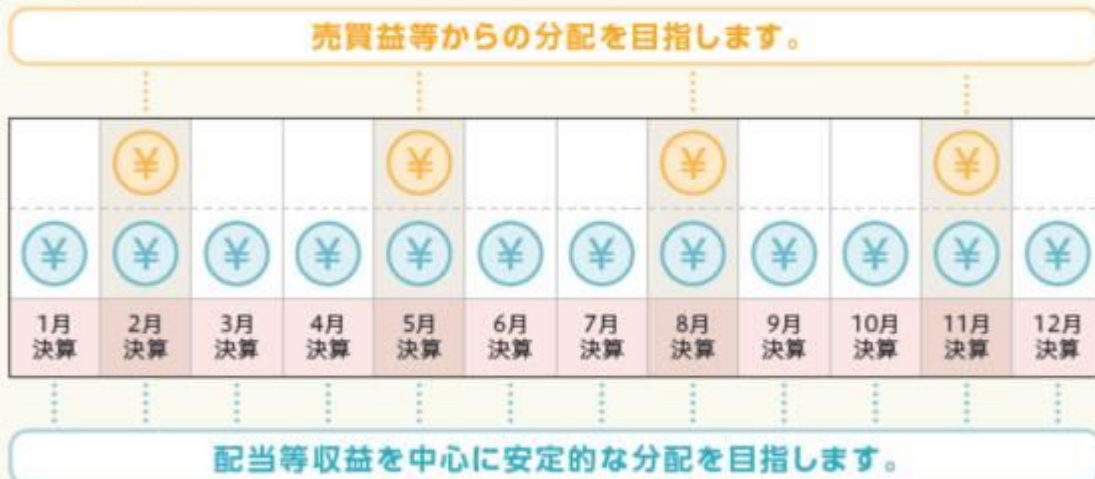 売買益等からの分配を目指します。
¥ ¥ ¥ ¥
¥ ¥ ¥ ¥ ¥ ¥ ¥ ¥ ¥ ¥ ¥ ¥
1月 2月 3月 4月 5月 6月 7月 8月 9月 10月 11月 12月
決算 決算 決算 決算 決算 決算 決算 決算 決算 決算 決算 決算
配当等収益を中心に安定的な分配を目指します。